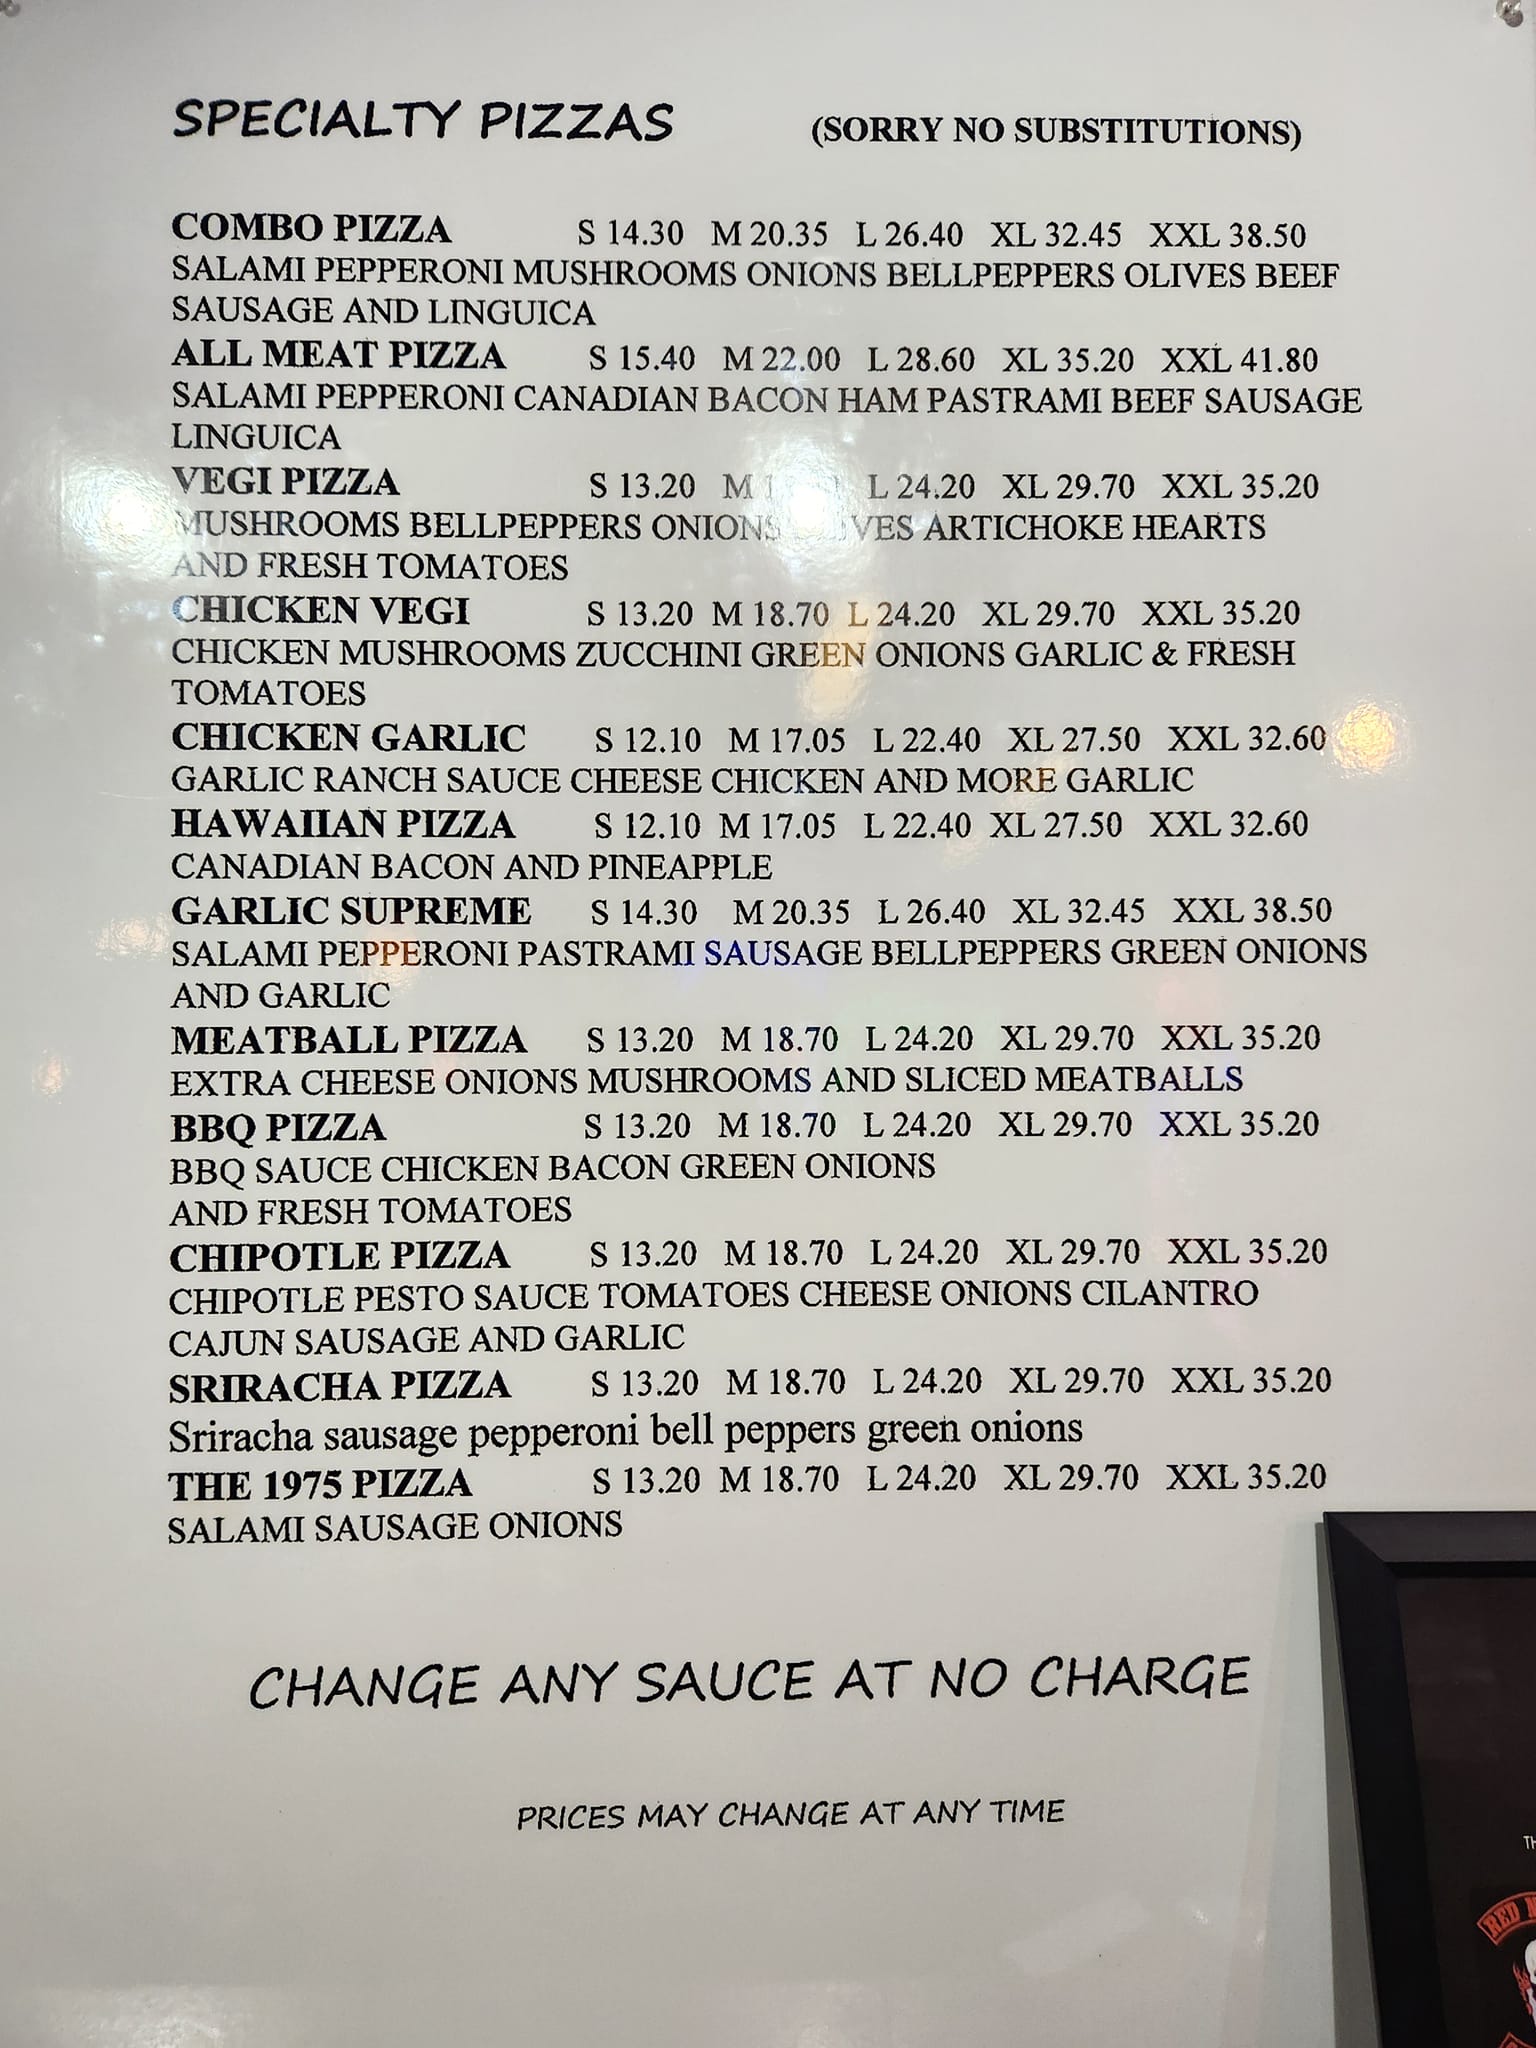 SPECIALTY PIZZAS (SORRY NO SUBSTITUTIONS)
COMBO PIZZA S 14.30 M 20.35 L 26.40 XL 32.45 XXL 38.50
SALAMI PEPPERONI MUSHROOMS ONIONS BELLPEPPERS OLIVES BEEF
SAUSAGE AND LINGUICA
ALL MEAT PIZZA S 15.40 M 22.00 L 28.60 XL 35.20 XXL 41.80
SALAMI PEPPERONI CANADIAN BACON HAM PASTRAMI BEEF SAUSAGE
LINGUICA
VEGI PIZZA S 13.20 M L 24.20 XL 29.70 XXL 35.20
MUSHROOMS BELLPEPPERS ONIONS ARTICHOKE HEARTS
AND FRESH TOMATOES
CHICKEN VEGI S 13.20 M 18.70 L 24.20 XL 29.70 XXL 35.20
CHICKEN MUSHROOMS ZUCCHINI GREEN ONIONS GARLIC & FRESH
TOMATOES
CHICKEN GARLIC S 12.10 M 17.05 L 22.40 XL 27.50 XXL 32.60
GARLIC RANCH SAUCE CHEESE CHICKEN AND MORE GARLIC
HAWAIIAN PIZZA S 12.10 M 17.05 L 22.40 XL 27.50 XXL 32.60
CANADIAN BACON AND PINEAPPLE
GARLIC SUPREME S 14.30 M 20.35 L 26.40 XL 32.45 XXL 38.50
SALAMI PEPPERONI PASTRAMI SAUSAGE BELLPEPPERS GREEN ONIONS
AND GARLIC
MEATBALL PIZZA S 13.20 M 18.70 L 24.20 XL 29.70 XXL 35.20
EXTRA CHEESE ONIONS MUSHROOMS AND SLICED MEATBALLS
BBQ PIZZA S 13.20 M 18.70 L 24.20 XL 29.70 XXL 35.20
BBQ SAUCE CHICKEN BACON GREEN ONIONS
AND FRESH TOMATOES
CHIPOTLE PIZZA S 13.20 M 18.70 L 24.20 XL 29.70 XXL 35.20
CHIPOTLE PESTO SAUCE TOMATOES CHEESE ONIONS CILANTRO
CAJUN SAUSAGE AND GARLIC
SRIRACHA PIZZA S 13.20 M 18.70 L 24.20 XL 29.70 XXL 35.20
Sriracha sausage pepperoni bell peppers green onions
THE 1975 PIZZA S 13.20 M 18.70 L 24.20 XL 29.70 XXL 35.20
SALAMI SAUSAGE ONIONS
CHANGE ANY SAUCE AT NO CHARGE
PRICES MAY CHANGE AT ANY TIME
RED